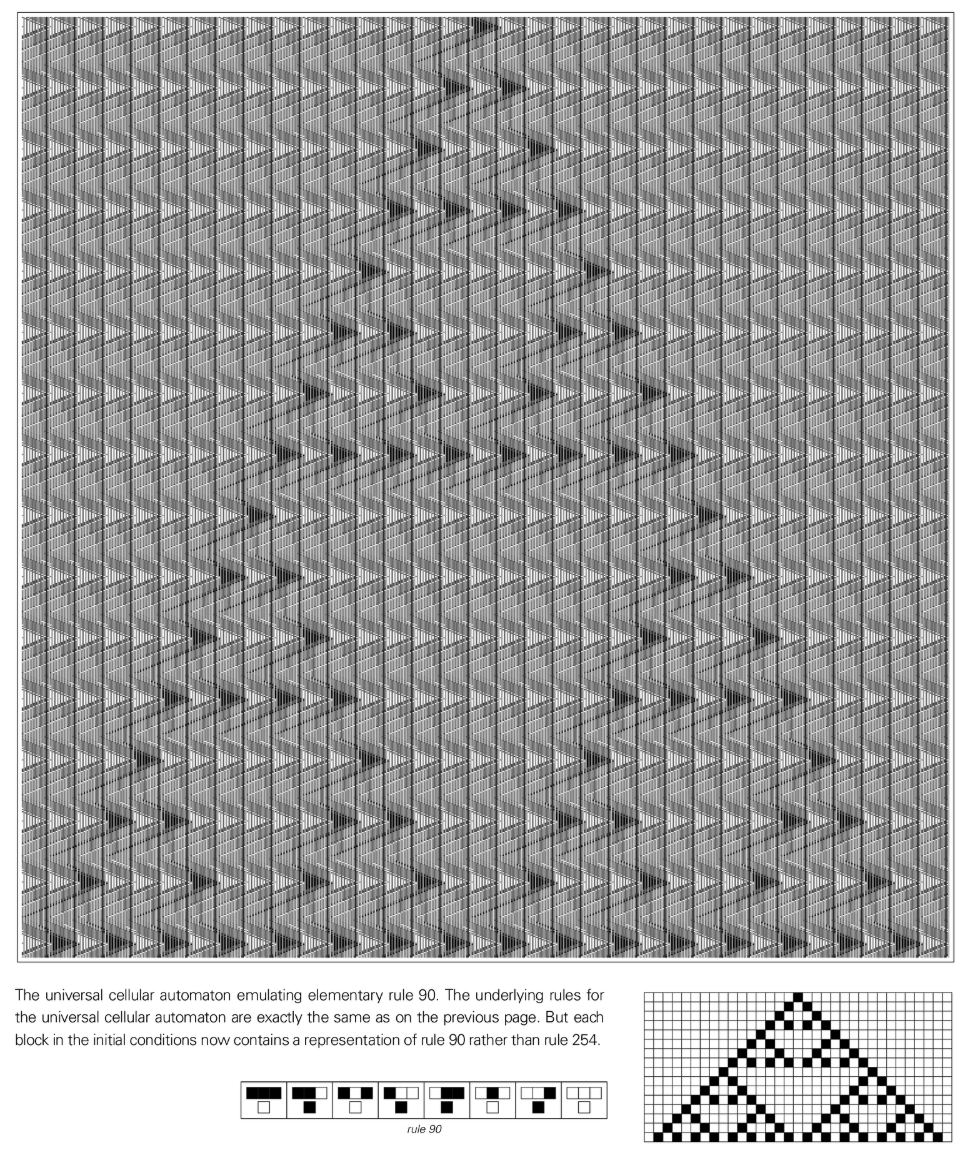 The universal cellular automaton emulating elementary rule 90. The underlying rules for
the universal cellular automaton are exactly the same as on the previous page. But each
block in the initial conditions now contains a representation of rule 90 rather than rule 254.
rule 90